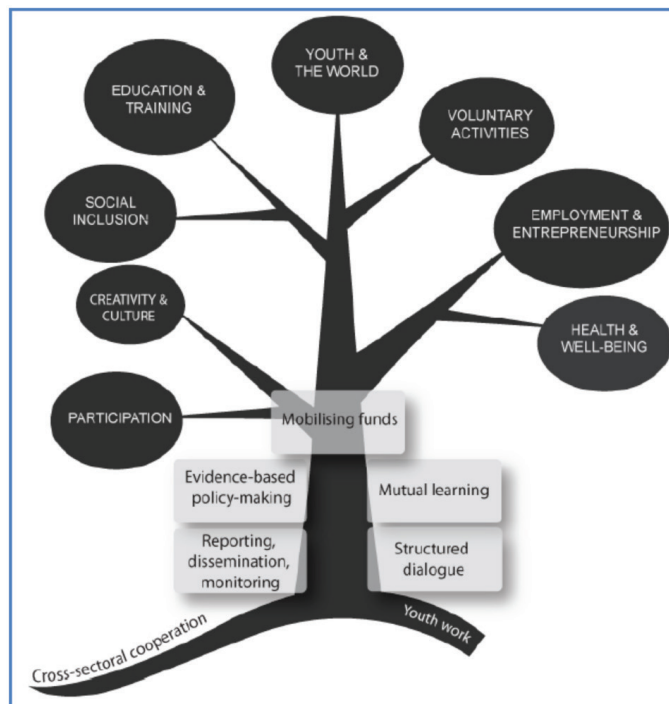 YOUTH &
THE WORLD
EDUCATION &
TRAINING
VOLUNTARY
ACTIVITIES
SOCIAL
INCLUSION
EMPLOYMENT &
ENTREPRENEURSHIP
CREATIVITY &
CULTURE
HEALTH &
WELL-BEING
PARTICIPATION
Mobilising funds
Evidence-based
policy-making
Mutual learning
Reporting,
dissemination,
monitoring
Structured
dialogue
Cross-sectoral cooperation
Youth work